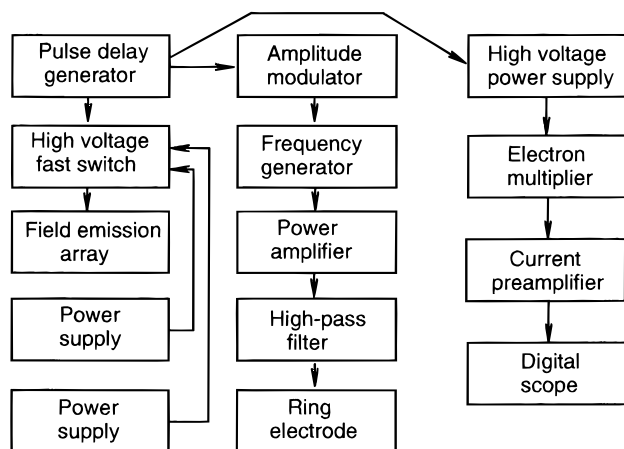 Pulse delay
generator
High voltage
fast switch
Field emission
array
Power
supply
Power
supply
Amplitude
modulator
Frequency
generator
Power
amplifier
High-pass
filter
Ring
electrode
High voltage
power supply
Electron
multiplier
Current
preamplifier
Digital
scope